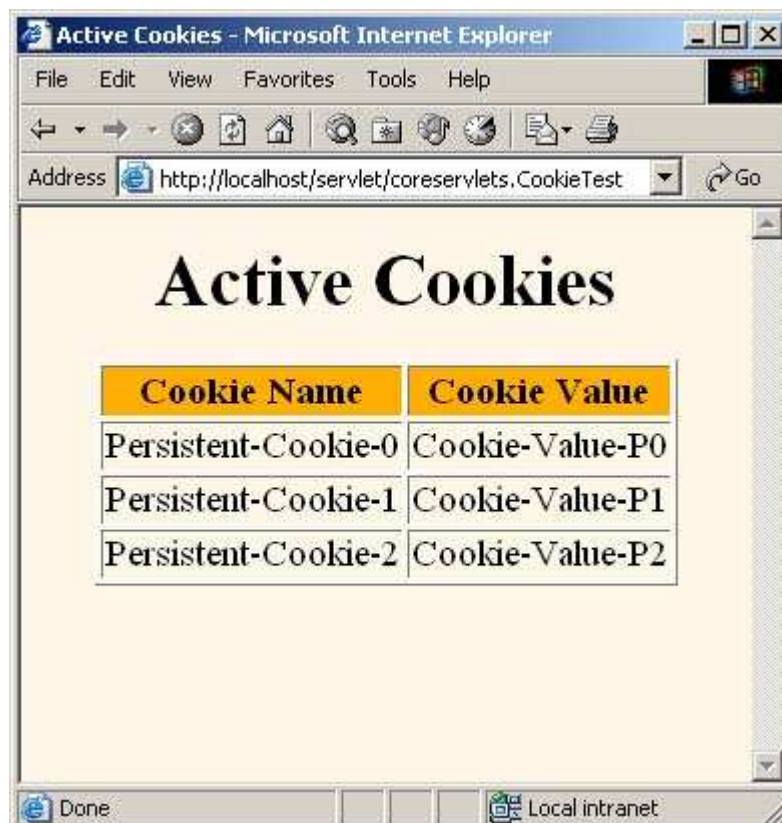 Active Cookies - Microsoft Internet Explorer
File Edit View Favorites Tools Help
Address http://localhost/servlet/coreservlets.CookieTest Go
Active Cookies
Cookie Name Cookie Value
Persistent-Cookie-0 Cookie-Value-P0
Persistent-Cookie-1 Cookie-Value-P1
Persistent-Cookie-2 Cookie-Value-P2
Done Local intranet